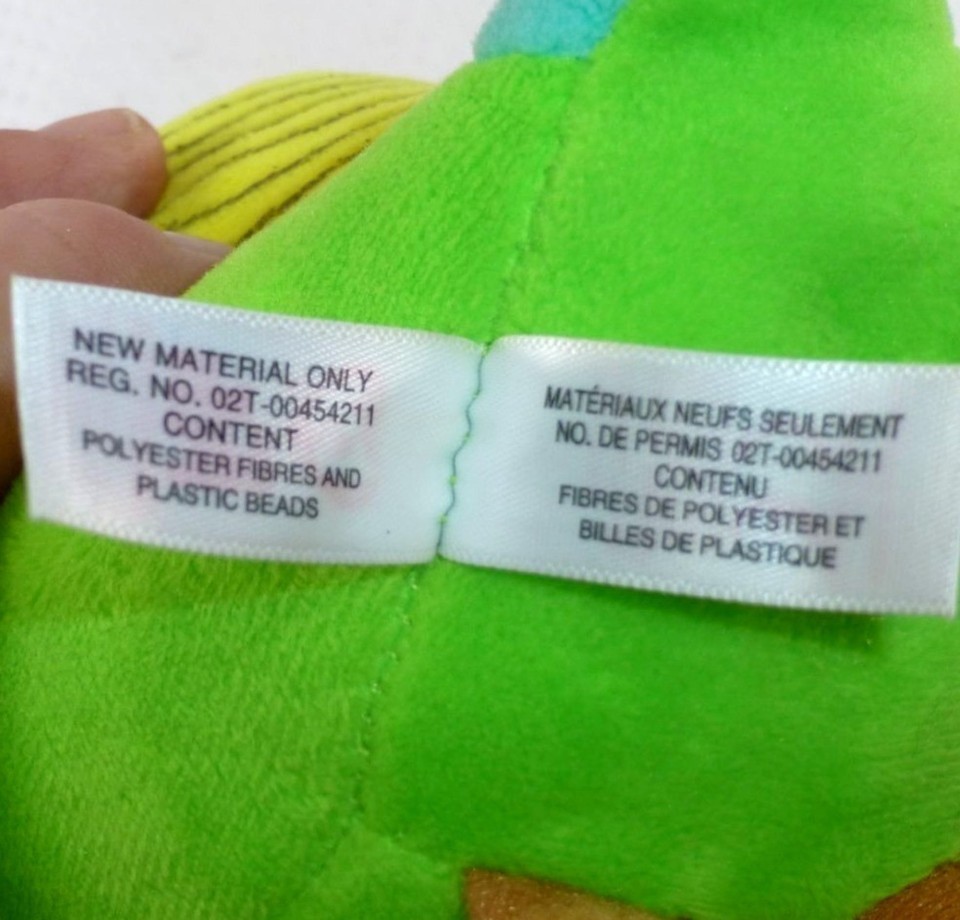 NEW MATERIAL ONLY
REG. NO. 02T-00454211
CONTENT
POLYESTER FIBRES AND
PLASTIC BEADS
MATÉRIAUX NEUFS SEULEMENT
NO. DE PERMIS 02T-00454211
CONTENU
FIBRES DE POLYESTER ET
BILLES DE PLASTIQUE